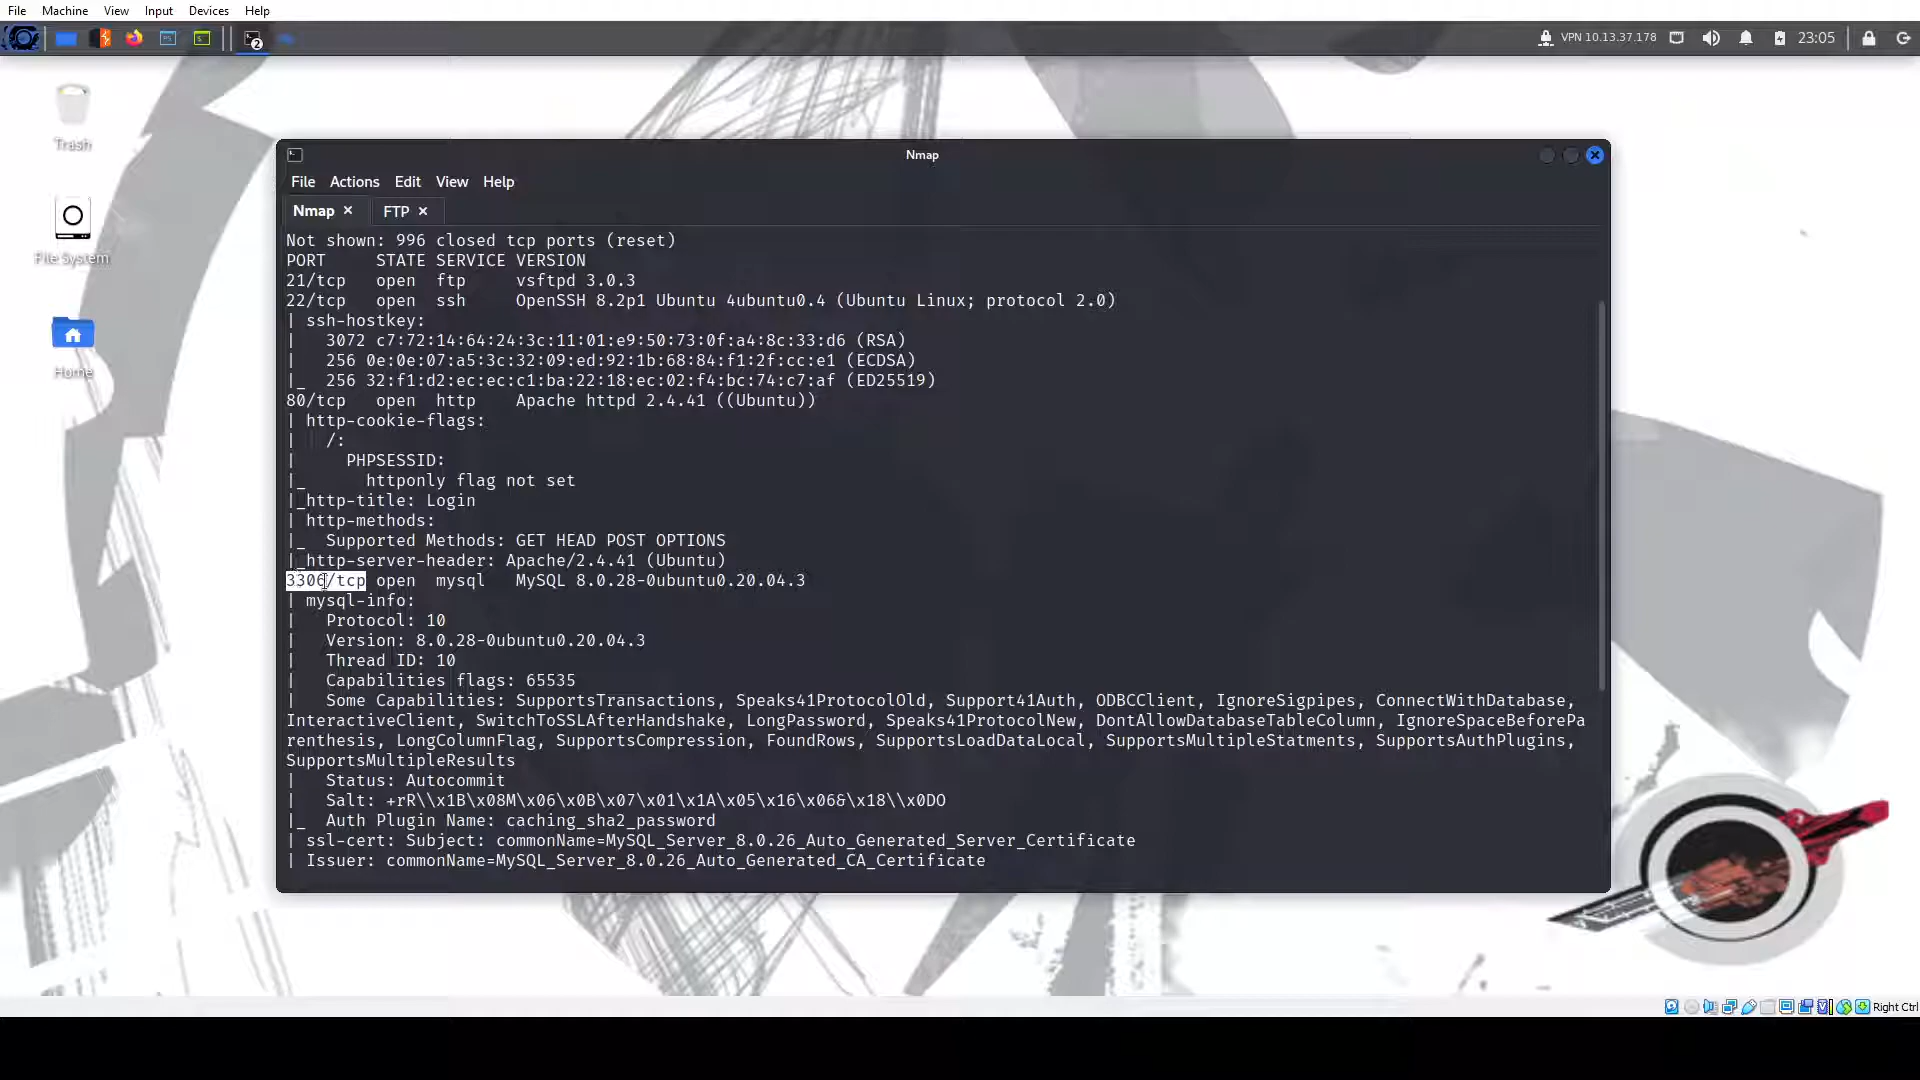 File Machine View Input Devices Help
2
VPN 10.13.37.178
23:05
Trash
File System
Home
Nmap
File Actions Edit View Help
Nmap FTP
Not shown: 996 closed tcp ports (reset)
PORT STATE SERVICE VERSION
21/tcp open ftp vsftpd 3.0.3
22/tcp open ssh OpenSSH 8.2p1 Ubuntu 4ubuntu0.4 (Ubuntu Linux; protocol 2.0)
| ssh-hostkey:
| 3072 c7:72:14:64:24:3c:11:01:e9:50:73:0f:a4:8c:33:d6 (RSA)
| 256 0e:0e:07:a5:3c:32:09:ed:92:1b:68:84:f1:2f:cc:e1 (ECDSA)
|_ 256 32:f1:d2:ec:ec:c1:ba:22:18:ec:02:f4:bc:74:c7:af (ED25519)
80/tcp open http Apache httpd 2.4.41 ((Ubuntu))
| http-cookie-flags:
| /:
| PHPSESSID:
|_ httponly flag not set
|_http-title: Login
| http-methods:
|_ Supported Methods: GET HEAD POST OPTIONS
|_http-server-header: Apache/2.4.41 (Ubuntu)
3306/tcp open mysql MySQL 8.0.28-0ubuntu0.20.04.3
| mysql-info:
| Protocol: 10
| Version: 8.0.28-0ubuntu0.20.04.3
| Thread ID: 10
| Capabilities flags: 65535
| Some Capabilities: SupportsTransactions, Speaks41ProtocolOld, Support41Auth, ODBCClient, IgnoreSigpipes, ConnectWithDatabase,
InteractiveClient, SwitchToSSLAfterHandshake, LongPassword, Speaks41ProtocolNew, DontAllowDatabaseTableColumn, IgnoreSpaceBeforePa
renthesis, LongColumnFlag, SupportsCompression, FoundRows, SupportsLoadDataLocal, SupportsMultipleStatments, SupportsAuthPlugins,
SupportsMultipleResults
| Status: Autocommit
| Salt: +rR\\x1B\x08M\x06\x0B\x07\x01\x1A\x05\x16\x06&\x18\\x0DO
|_ Auth Plugin Name: caching_sha2_password
| ssl-cert: Subject: commonName=MySQL_Server_8.0.26_Auto_Generated_Server_Certificate
| Issuer: commonName=MySQL_Server_8.0.26_Auto_Generated_CA_Certificate
Right Ctrl